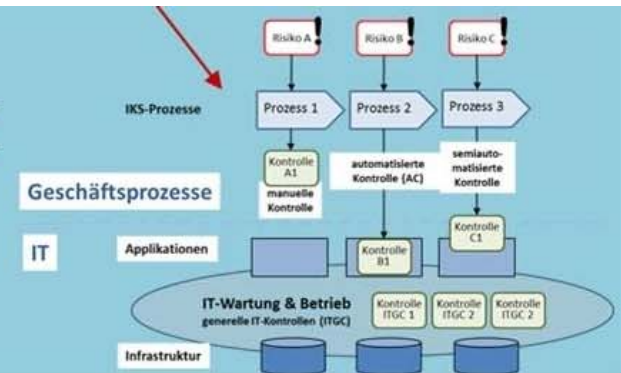 Risiko A !
Risiko B !
Risiko C !
IKS-Prozesse
Prozess 1
Prozess 2
Prozess 3
Kontrolle
A1
manuelle
Kontrolle
automatisierte
Kontrolle (AC)
semiauto-
matisierte
Kontrolle
Geschäftsprozesse
IT
Applikationen
Kontrolle
B1
Kontrolle
C1
IT-Wartung & Betrieb
generelle IT-Kontrollen (ITGC)
Kontrolle
ITGC 1
Kontrolle
ITGC 2
Kontrolle
ITGC 2
Infrastruktur